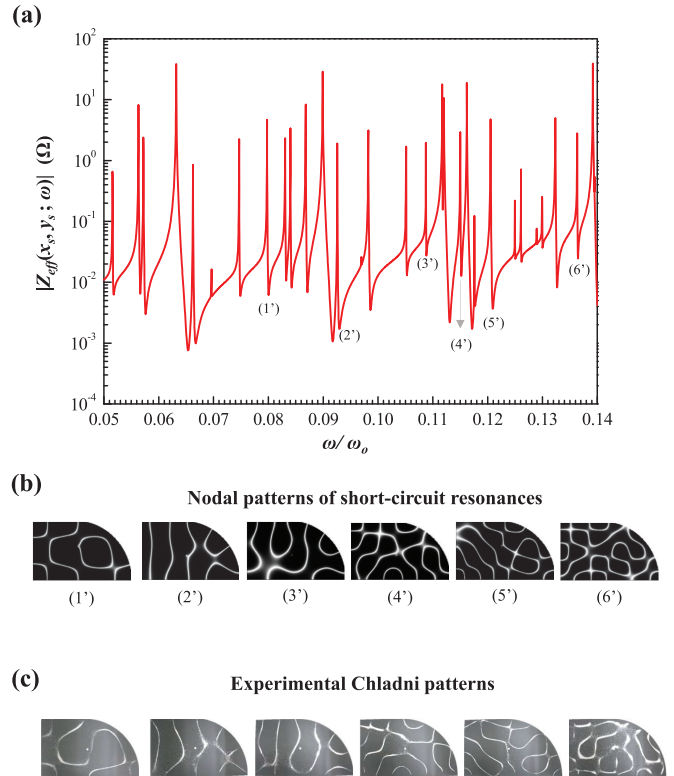 (a)
|Z_eff(x_s, y_s ; ω)| (Ω)
10^2
10^1
10^0
10^-1
10^-2
10^-3
10^-4
(1’)
(2’)
(3’)
(4’)
(5’)
(6’)
0.05 0.06 0.07 0.08 0.09 0.10 0.11 0.12 0.13 0.14
ω/ω_o
(b)
Nodal patterns of short-circuit resonances
(1’) (2’) (3’) (4’) (5’) (6’)
(c)
Experimental Chladni patterns